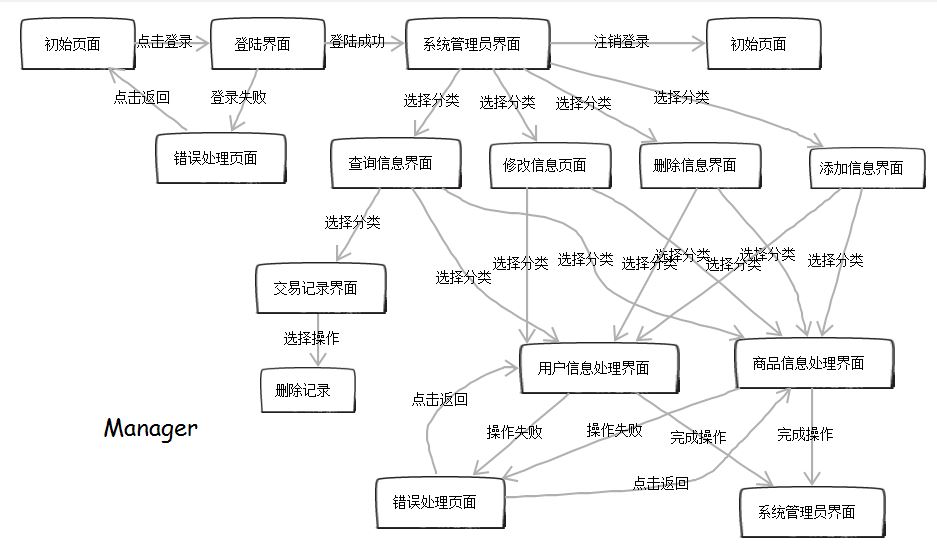 初始页面
点击登录
登陆界面
登陆成功
系统管理员界面
注销登录
初始页面
点击返回
登录失败
选择分类
选择分类
选择分类
选择分类
错误处理页面
查询信息界面
修改信息页面
删除信息界面
添加信息界面
选择分类
选择分类
选择分类
选择分类
选择分类
选择分类
选择分类
选择分类
选择分类
交易记录界面
选择操作
用户信息处理界面
商品信息处理界面
删除记录
点击返回
Manager
操作失败
操作失败
完成操作
完成操作
点击返回
错误处理页面
系统管理员界面